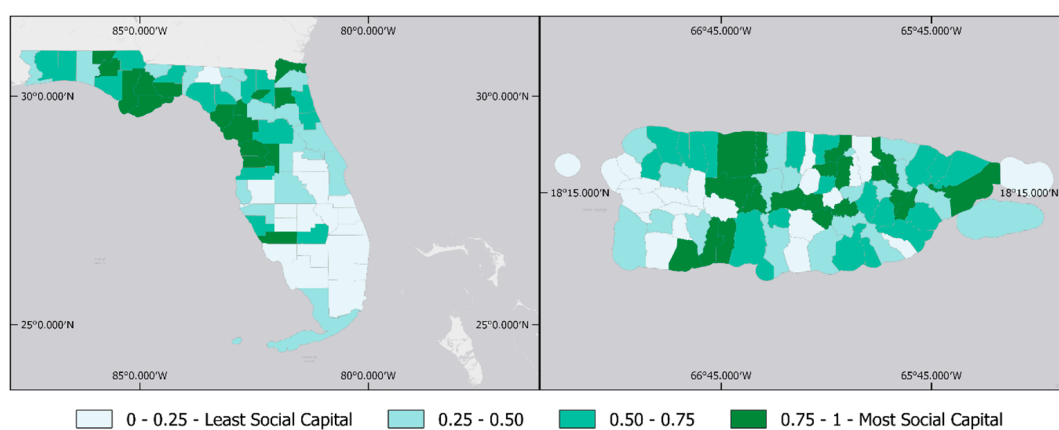 85°0.000′W 80°0.000′W 66°45.000′W 65°45.000′W
30°0.000′N 30°0.000′N
18°15.000′N 18°15.000′N
25°0.000′N 25°0.000′N
85°0.000′W 80°0.000′W 66°45.000′W 65°45.000′W
0 - 0.25 - Least Social Capital 0.25 - 0.50 0.50 - 0.75 0.75 - 1 - Most Social Capital